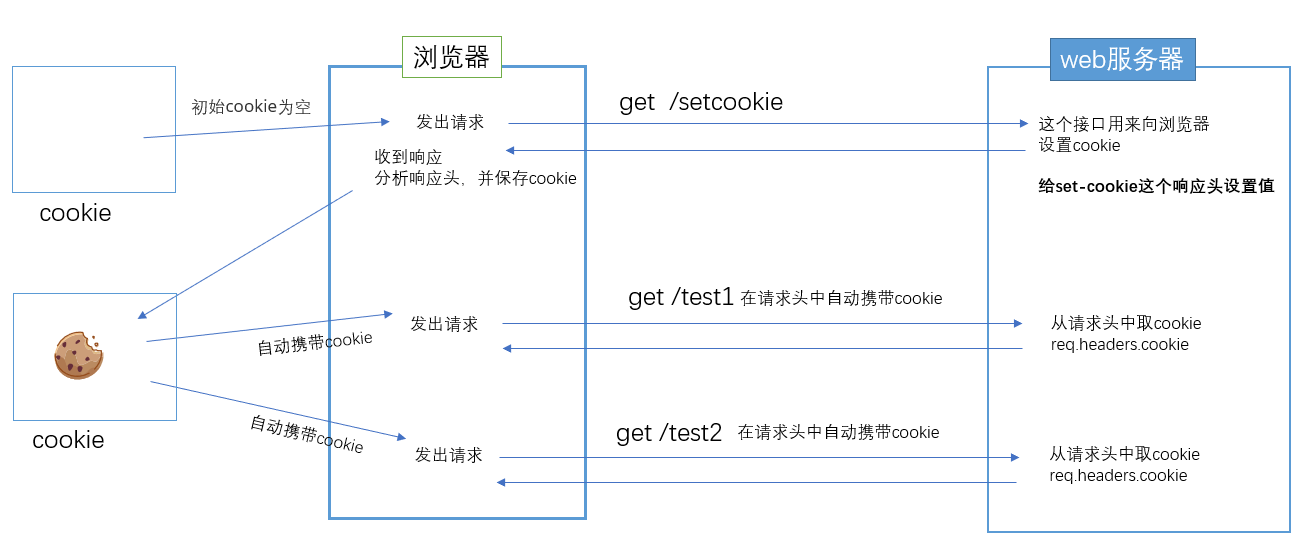 浏览器
web服务器
初始cookie为空
发出请求
get /setcookie
这个接口用来向浏览器
设置cookie
收到响应
分析响应头，并保存cookie
给set-cookie这个响应头设置值
cookie
get /test1 在请求头中自动携带cookie
发出请求
自动携带cookie
从请求头中取cookie
req.headers.cookie
cookie
自动携带cookie
get /test2 在请求头中自动携带cookie
发出请求
从请求头中取cookie
req.headers.cookie